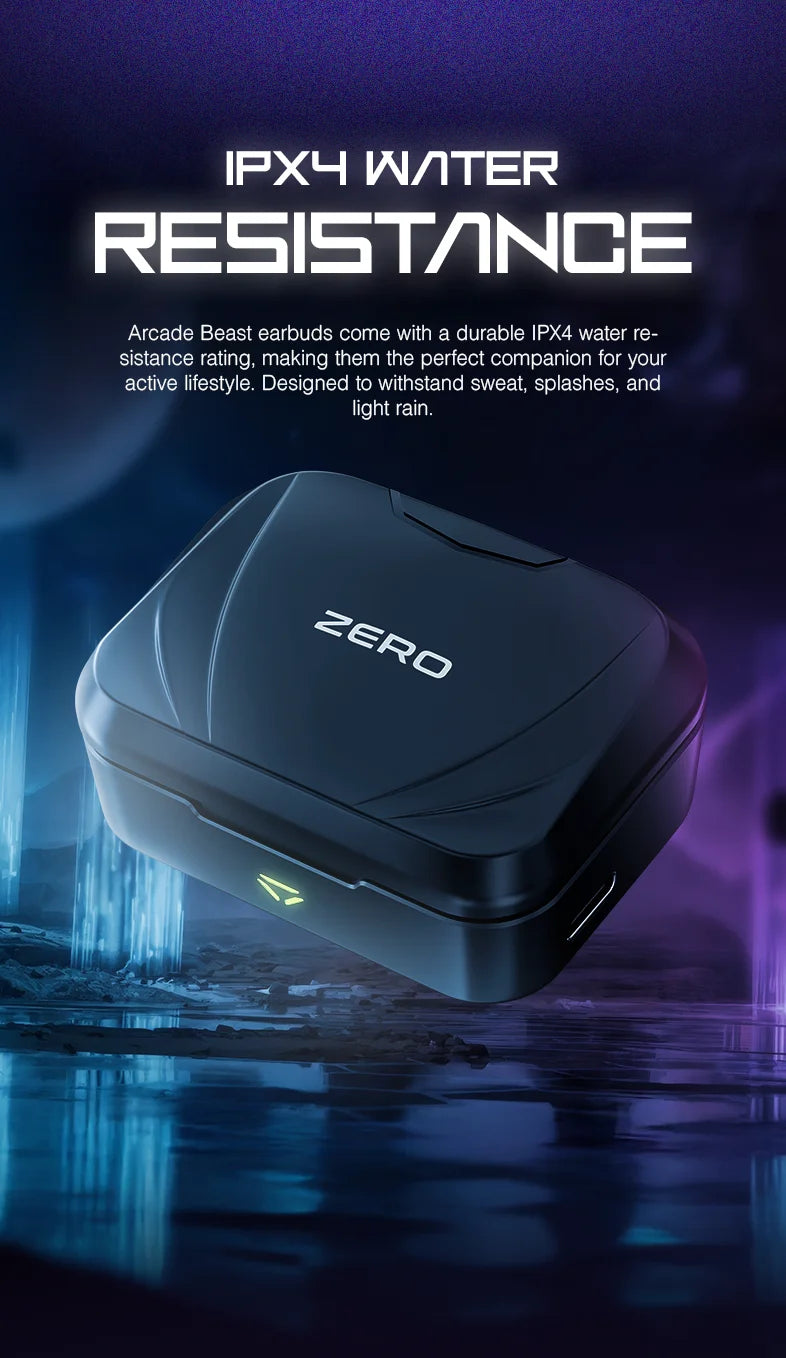 IPX4 WATER
RESISTANCE
Arcade Beast earbuds come with a durable IPX4 water re-
sistance rating, making them the perfect companion for your
active lifestyle. Designed to withstand sweat, splashes, and
light rain.
ZERO